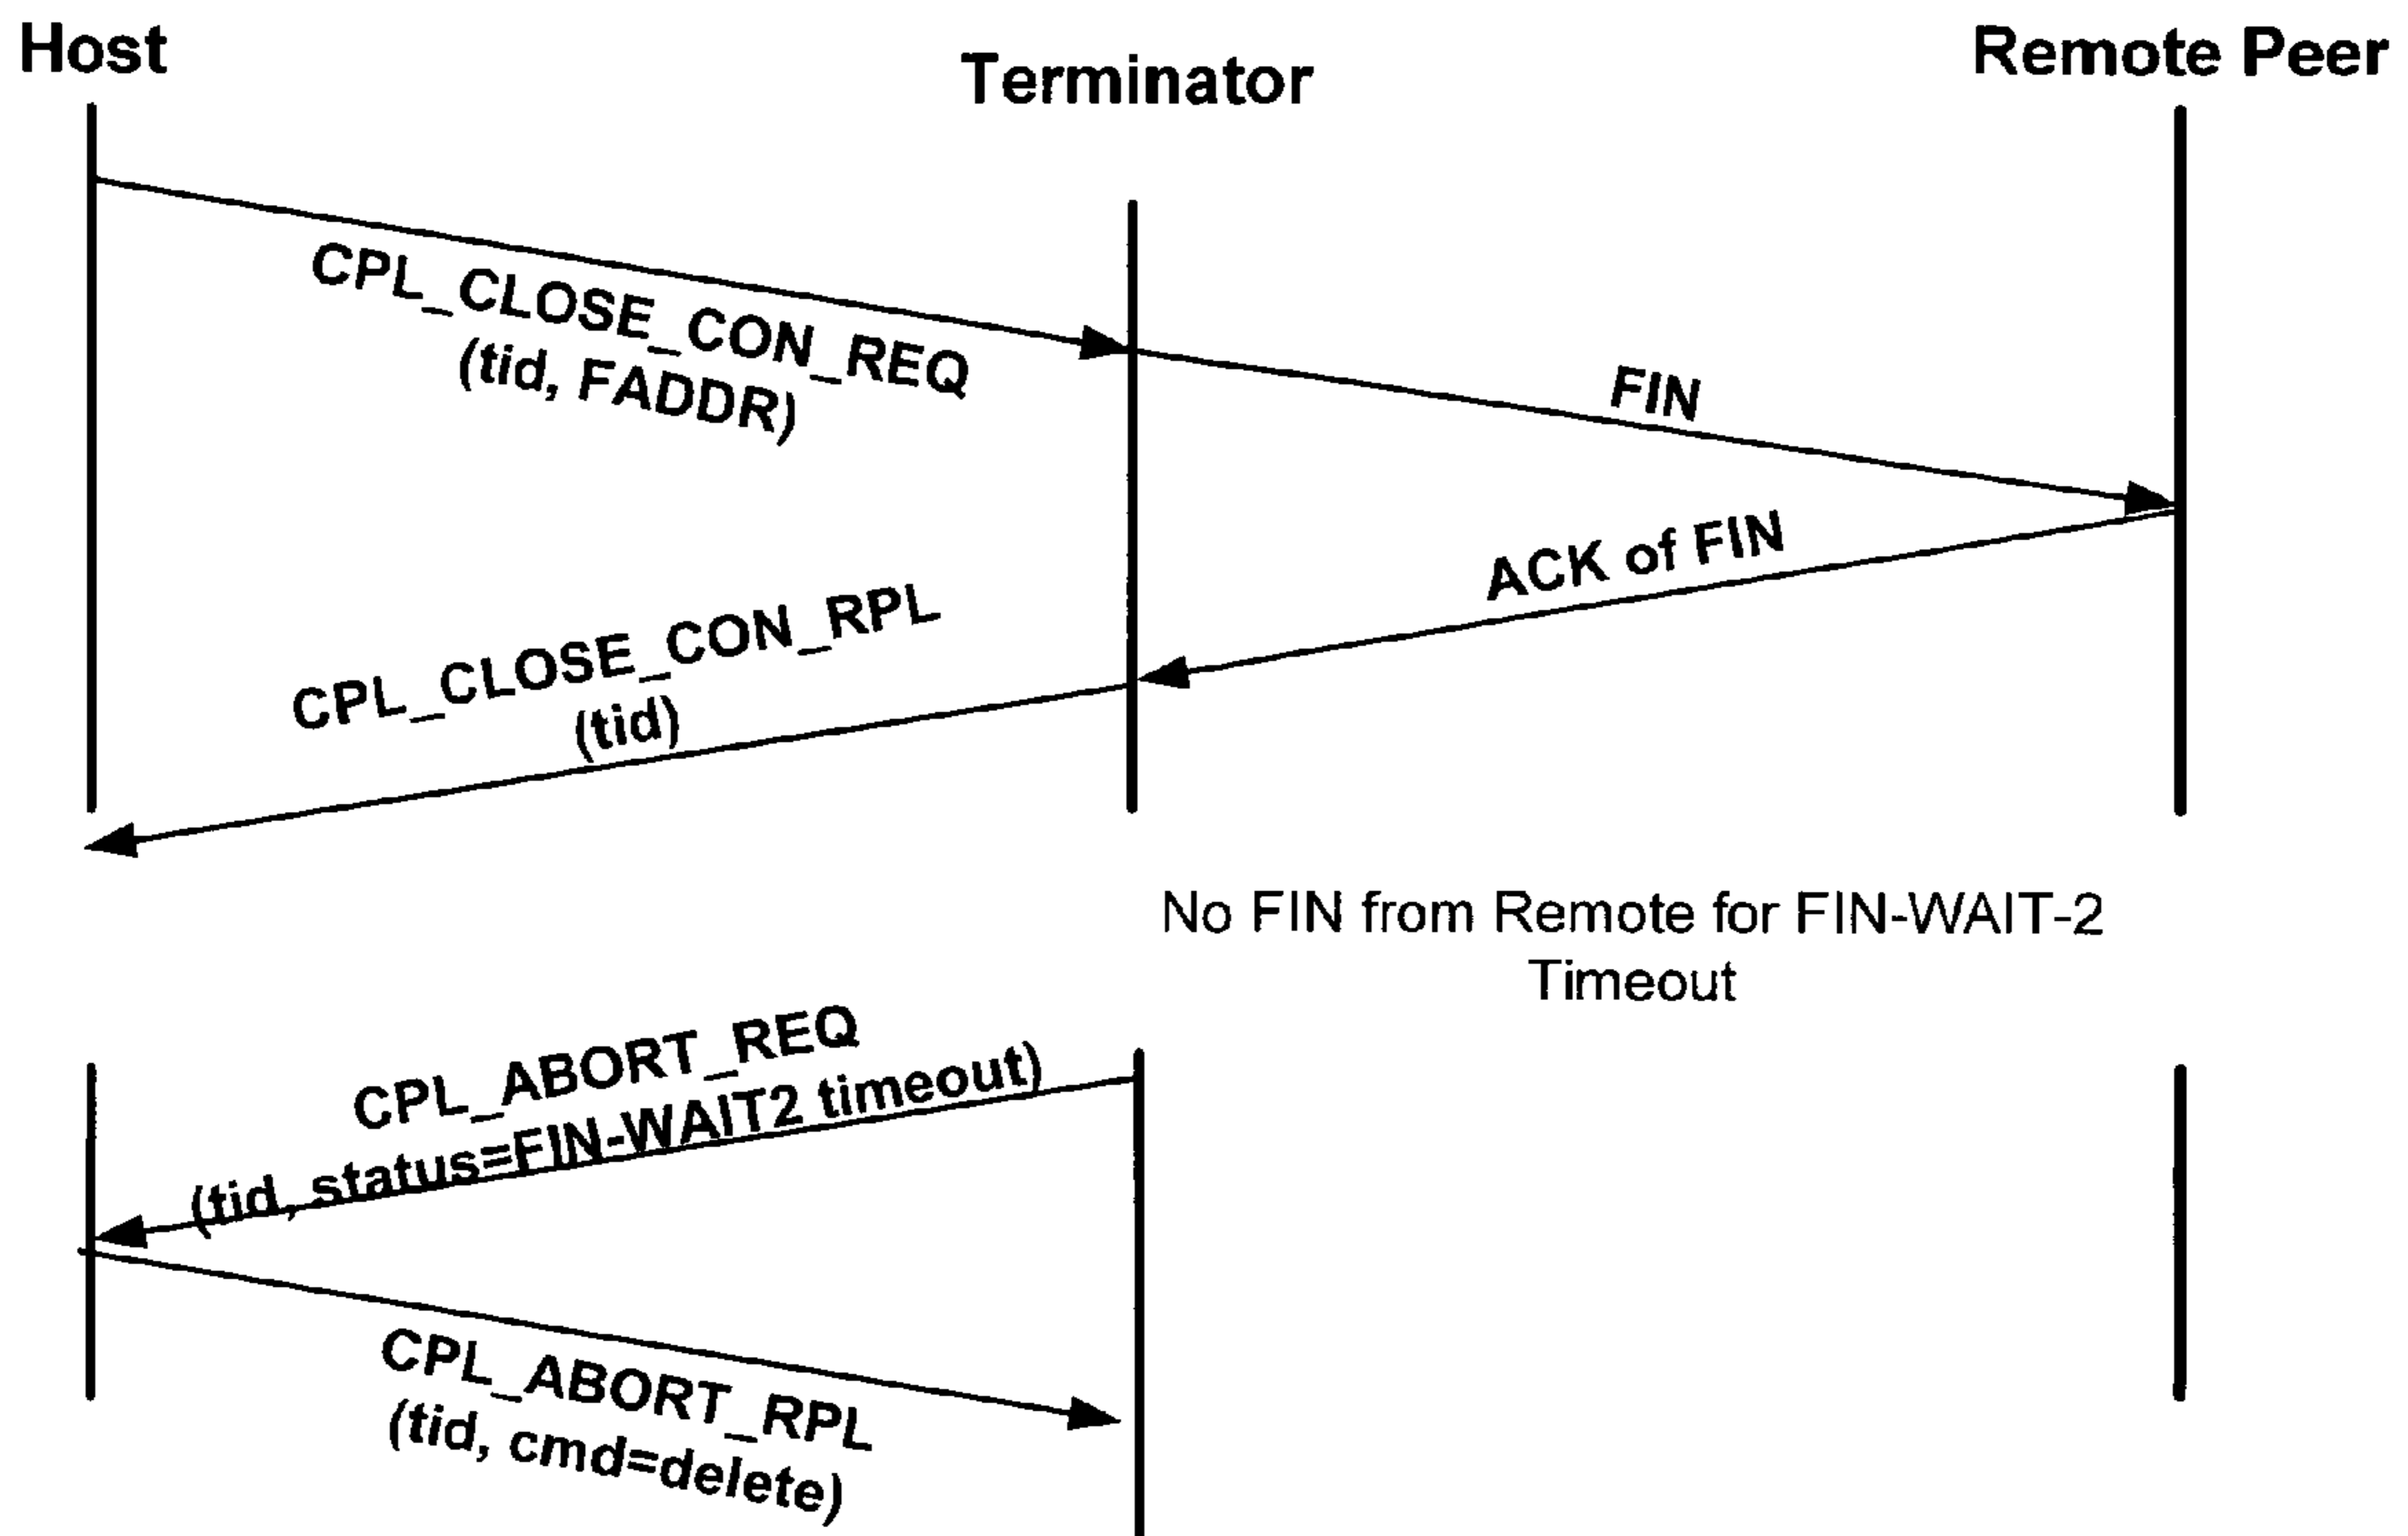 Host
Terminator
Remote Peer
CPL_CLOSE_CON_REQ
(tid, FADDR)
FIN
ACK of FIN
CPL_CLOSE_CON_RPL
(tid)
No FIN from Remote for FIN-WAIT-2
Timeout
CPL_ABORT_REQ
(tid, status=FIN-WAIT2 timeout)
CPL_ABORT_RPL
(tid, cmd=delete)